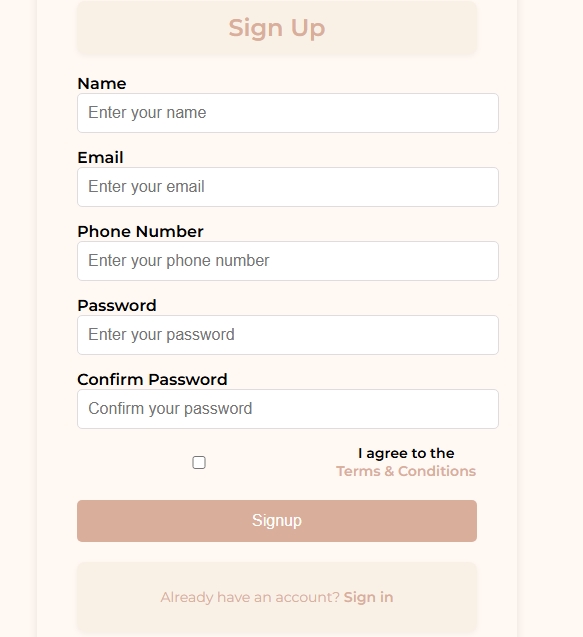 Sign Up
Name
Enter your name
Email
Enter your email
Phone Number
Enter your phone number
Password
Enter your password
Confirm Password
Confirm your password
I agree to the
Terms & Conditions
Signup
Already have an account? Sign in